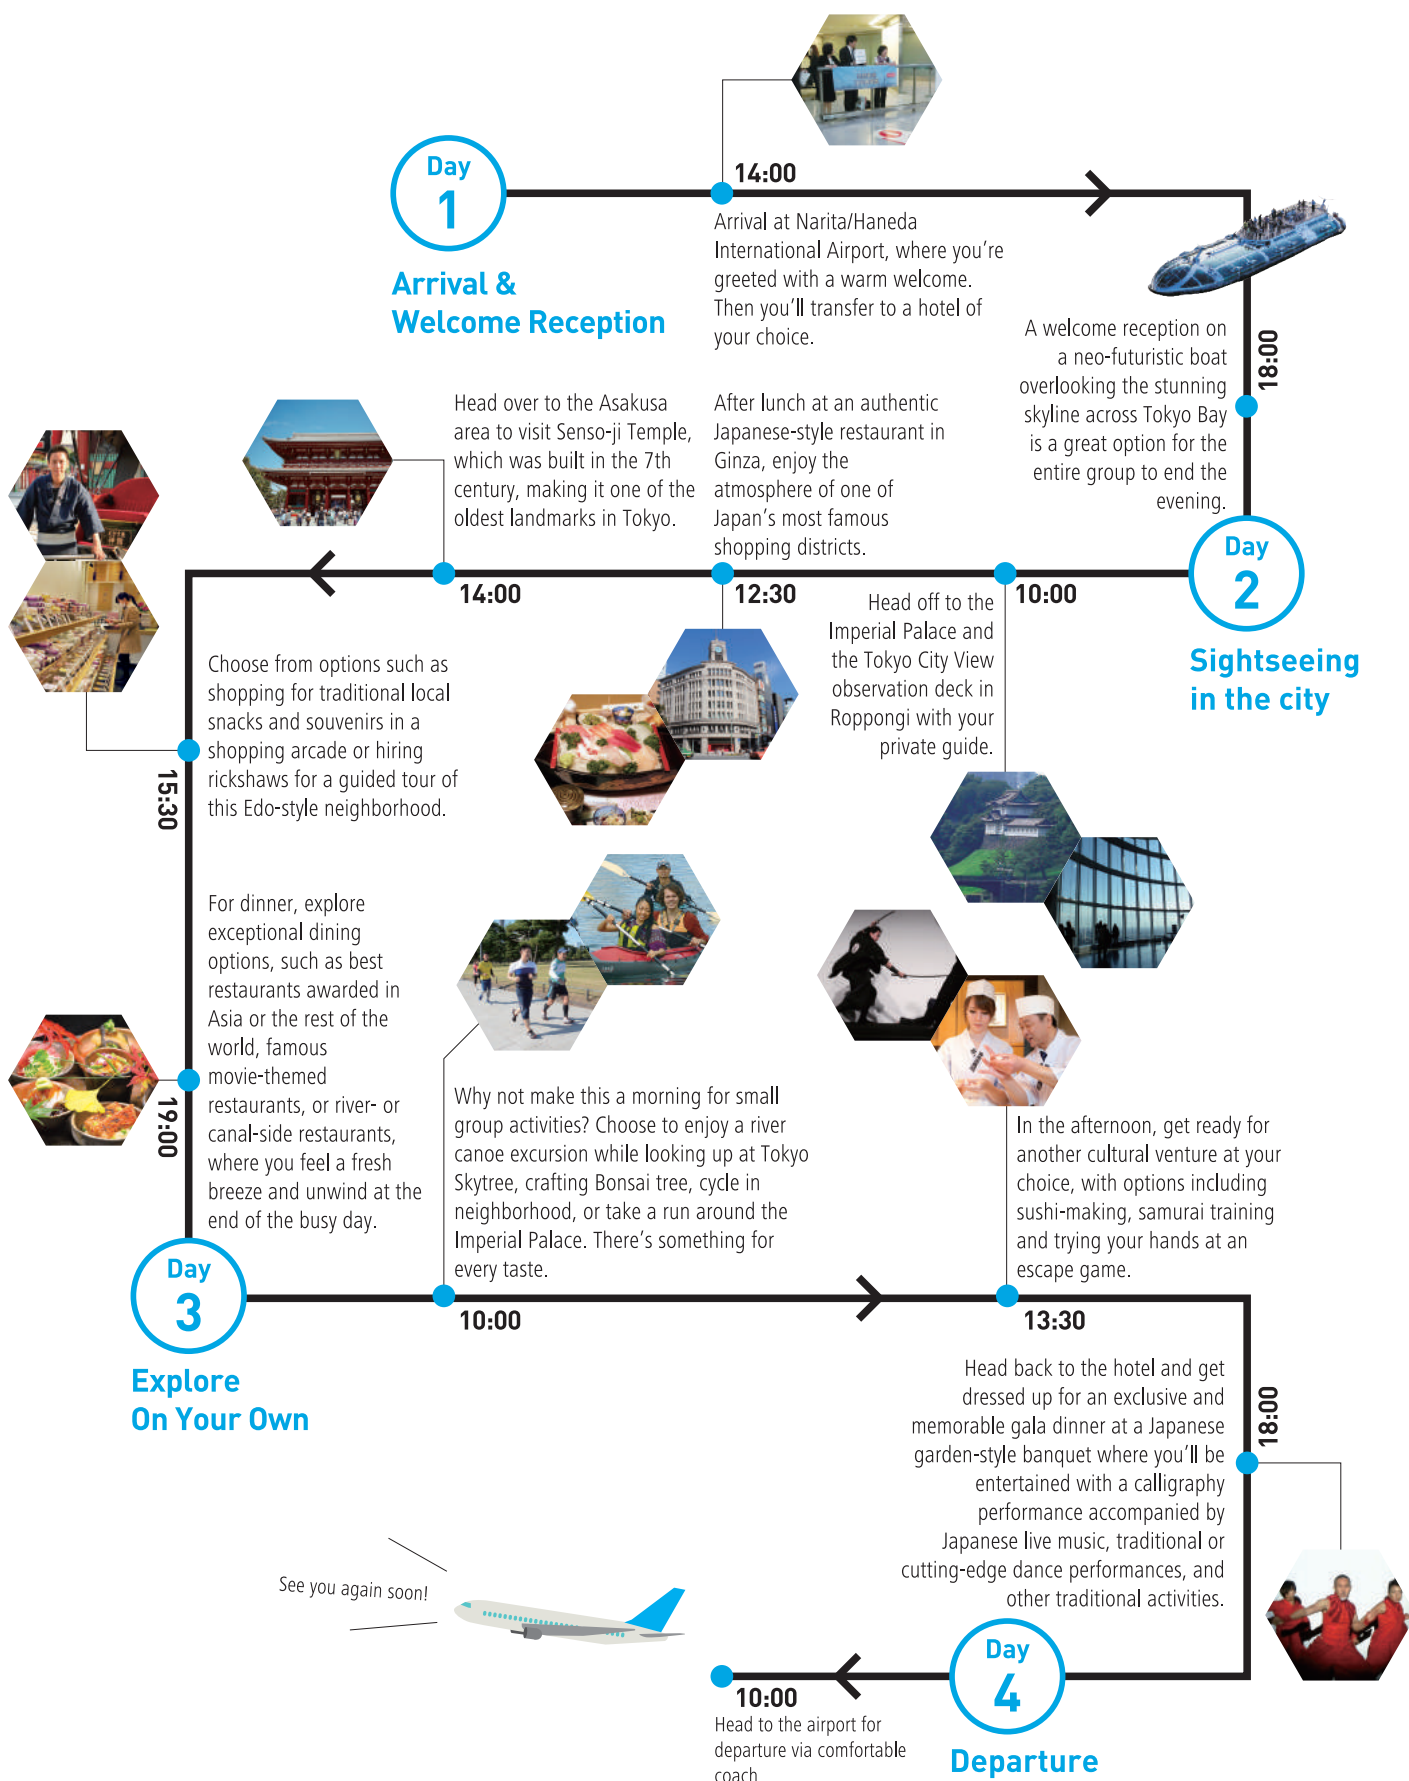 Day
1
Arrival &
Welcome Reception
14:00
Arrival at Narita/Haneda
International Airport, where you're
greeted with a warm welcome.
Then you'll transfer to a hotel of
your choice.
18:00
A welcome reception on
a neo-futuristic boat
overlooking the stunning
skyline across Tokyo Bay
is a great option for the
entire group to end the
evening.
Day
2
Sightseeing
in the city
10:00
Head off to the
Imperial Palace and
the Tokyo City View
observation deck in
Roppongi with your
private guide.
12:30
After lunch at an authentic
Japanese-style restaurant in
Ginza, enjoy the
atmosphere of one of
Japan's most famous
shopping districts.
14:00
Head over to the Asakusa
area to visit Senso-ji Temple,
which was built in the 7th
century, making it one of the
oldest landmarks in Tokyo.
15:30
Choose from options such as
shopping for traditional local
snacks and souvenirs in a
shopping arcade or hiring
rickshaws for a guided tour of
this Edo-style neighborhood.
19:00
For dinner, explore
exceptional dining
options, such as best
restaurants awarded in
Asia or the rest of the
world, famous
movie-themed
restaurants, or river- or
canal-side restaurants,
where you feel a fresh
breeze and unwind at the
end of the busy day.
Day
3
Explore
On Your Own
10:00
Why not make this a morning for small
group activities? Choose to enjoy a river
canoe excursion while looking up at Tokyo
Skytree, crafting Bonsai tree, cycle in
neighborhood, or take a run around the
Imperial Palace. There's something for
every taste.
13:30
In the afternoon, get ready for
another cultural venture at your
choice, with options including
sushi-making, samurai training
and trying your hands at an
escape game.
18:00
Head back to the hotel and get
dressed up for an exclusive and
memorable gala dinner at a Japanese
garden-style banquet where you'll be
entertained with a calligraphy
performance accompanied by
Japanese live music, traditional or
cutting-edge dance performances, and
other traditional activities.
Day
4
Departure
10:00
Head to the airport for
departure via comfortable
coach
See you again soon!